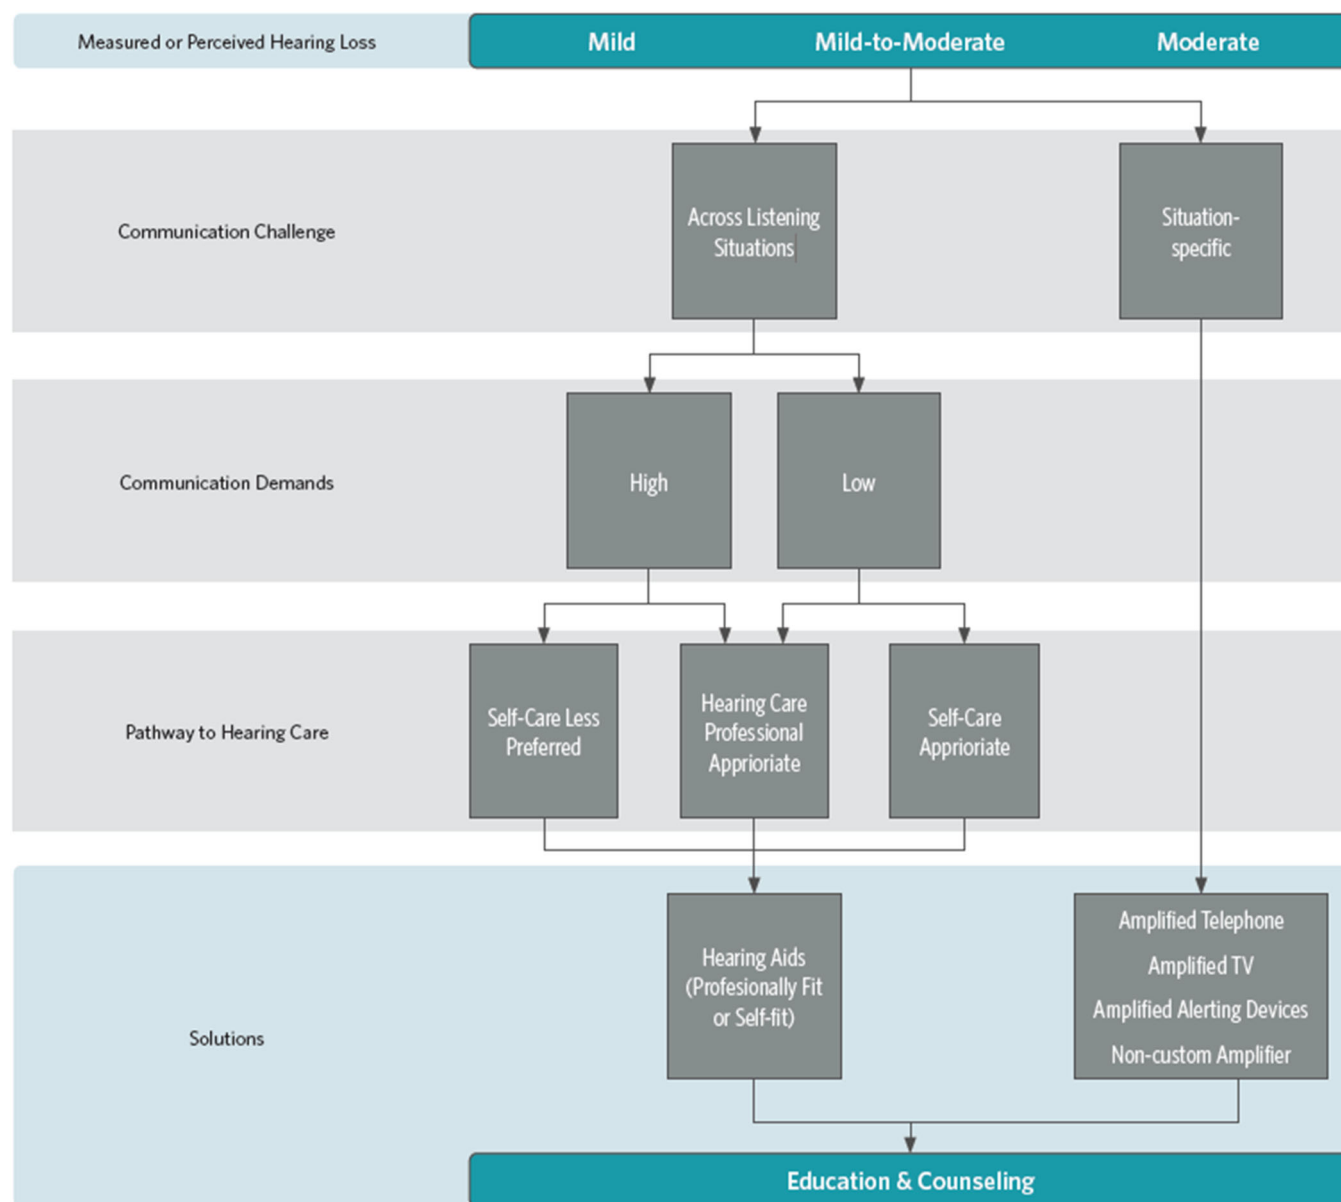 Measured or Perceived Hearing Loss
Mild
Mild-to-Moderate
Moderate
Communication Challenge
Across Listening
Situations
Situation-
specific
Communication Demands
High
Low
Pathway to Hearing Care
Self-Care Less
Preferred
Hearing Care
Professional
Apprioriate
Self-Care
Apprioriate
Solutions
Hearing Aids
(Profesionally Fit
or Self-fit)
Amplified Telephone
Amplified TV
Amplified Alerting Devices
Non-custom Amplifier
Education & Counseling